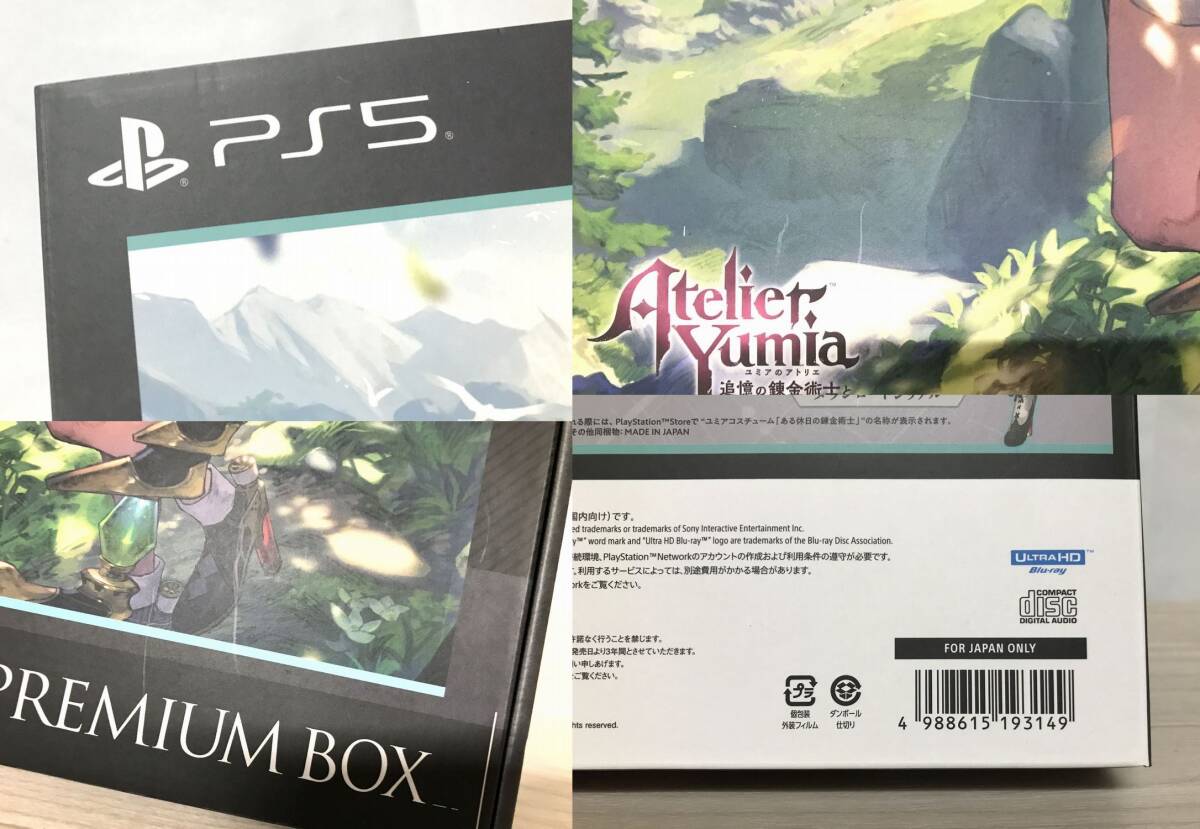 PS5
Atelier
Yumia
ユミアのアトリエ
追憶の錬金術士と
PREMIUM BOX
れる際には、PlayStation™Storeで "ユミアコスチューム「ある休日の錬金術士」"の名称が表示されます。
その他同梱物：MADE IN JAPAN
国内向け）です。
ed trademarks or trademarks of Sony Interactive Entertainment Inc.
y™" word mark and "Ultra HD Blu-ray™" logo are trademarks of the Blu-ray Disc Association.
続環境、PlayStation™Networkのアカウントの作成および利用条件の遵守が必要です。
、利用するサービスによっては、別途費用がかかる場合があります。
orkをご覧ください。
ULTRA HD™
Blu-ray
COMPACT
disc
DIGITAL AUDIO
許諾なく行うことを禁じます。
発売日より3年間とさせていただきます。
い申しあげます。
ご覧ください。
FOR JAPAN ONLY
プラ
個包装
外装フィルム
ダンボール
仕切り
hts reserved.
4 988615 193149